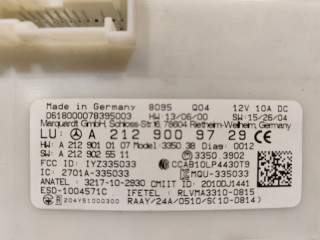 Made in Germany 8095 Q04 12V 10A DC
0618000078395003 HW:13/06/00 SW:15/26/04
Marquardt GmbH, Schloss-Str.16, 78604 Rietheim-Weilheim, Germany
LU: A 212 900 97 29
HW A 212 901 01 07 Model: 3350 38 Diag: 0012
SW A 212 902 55 11 3350.3902
FCC ID: IYZ335033 CCAB10LP4430T9
IC: 2701A-335033 MQU-335033
ANATEL : 3217-10-2930 CMIIT ID: 2010DJ1441
ESD-1004571C IFETEL : RLVMA3310-0815
Z04Y51000300 RAAY/24A/0510/S(10-0814)